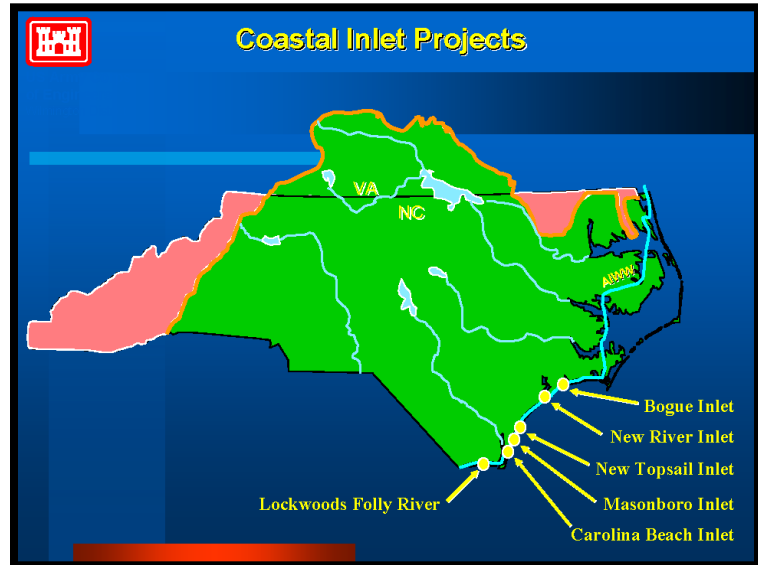 Coastal Inlet Projects
VA
NC
AIWW
Bogue Inlet
New River Inlet
New Topsail Inlet
Lockwoods Folly River
Masonboro Inlet
Carolina Beach Inlet